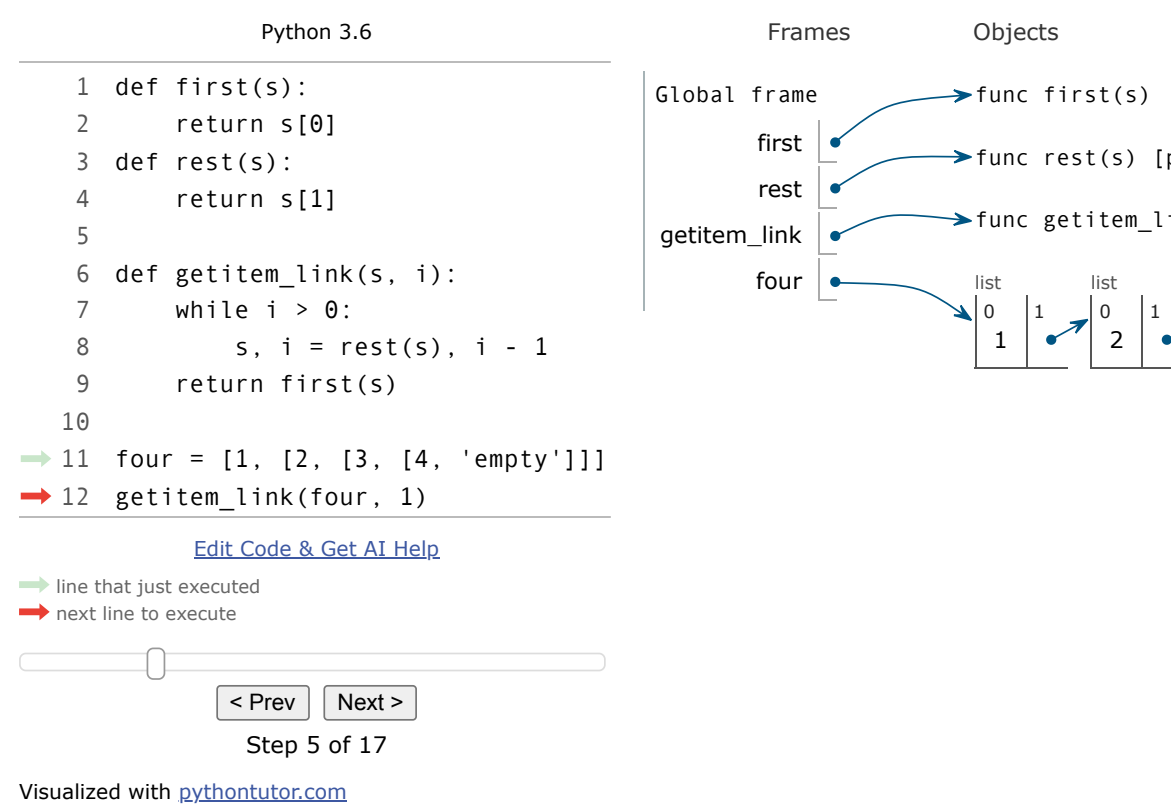 Python 3.6
1 def first(s):
2     return s[0]
3 def rest(s):
4     return s[1]
5
6 def getitem_link(s, i):
7     while i > 0:
8         s, i = rest(s), i - 1
9     return first(s)
10
11 four = [1, [2, [3, [4, 'empty']]]]
12 getitem_link(four, 1)
Edit Code & Get AI Help
line that just executed
next line to execute
< Prev Next >
Step 5 of 17
Visualized with pythontutor.com
Frames Objects
Global frame
first
rest
getitem_link
four
func first(s)
func rest(s) [
func getitem_l
list list
0 1 0 1
1 2